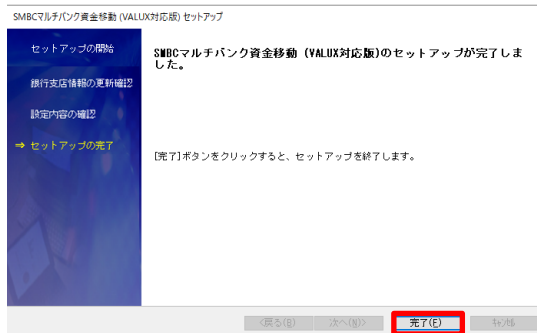 SMBCマルチバンク資金移動 (VALUX対応版) セットアップ
セットアップの開始
銀行支店情報の更新確認
設定内容の確認
⇒ セットアップの完了
SMBCマルチバンク資金移動 (VALUX対応版)のセットアップが完了しま
した。
[完了]ボタンをクリックすると、セットアップを終了します。
<戻る(B) 次へ(N)> 完了(F) キャンセル